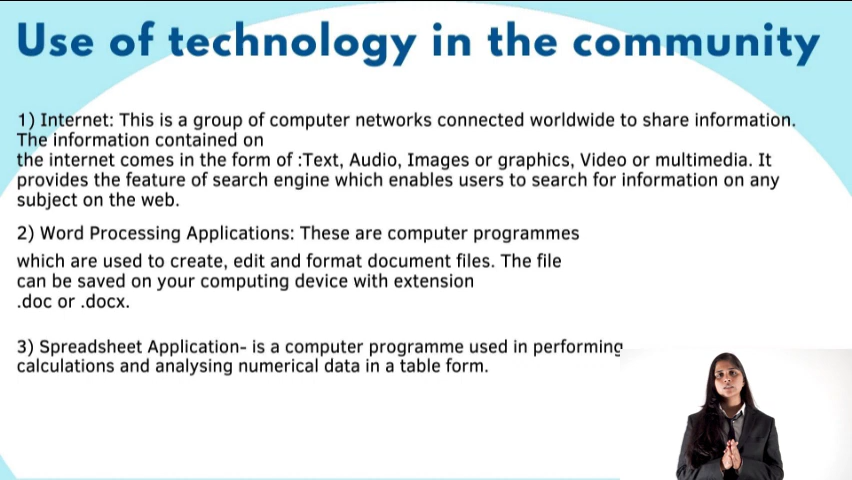 Use of technology in the community
1) Internet: This is a group of computer networks connected worldwide to share information.
The information contained on
the internet comes in the form of :Text, Audio, Images or graphics, Video or multimedia. It
provides the feature of search engine which enables users to search for information on any
subject on the web.
2) Word Processing Applications: These are computer programmes
which are used to create, edit and format document files. The file
can be saved on your computing device with extension
.doc or .docx.
3) Spreadsheet Application- is a computer programme used in performing
calculations and analysing numerical data in a table form.